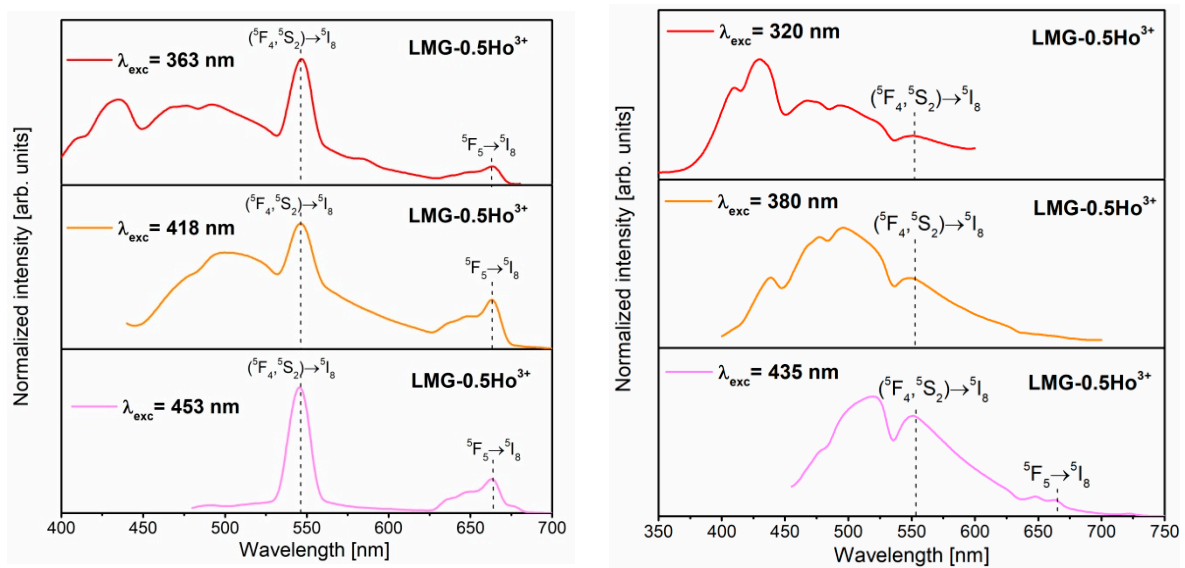 (⁵F₄,⁵S₂)→⁵I₈
λexc= 363 nm
LMG-0.5Ho³⁺
⁵F₅→⁵I₈
(⁵F₄,⁵S₂)→⁵I₈
λexc= 418 nm
LMG-0.5Ho³⁺
⁵F₅→⁵I₈
(⁵F₄,⁵S₂)→⁵I₈
λexc= 453 nm
LMG-0.5Ho³⁺
⁵F₅→⁵I₈
Normalized intensity [arb. units]
400 450 500 550 600 650 700
Wavelength [nm]
λexc= 320 nm
LMG-0.5Ho³⁺
(⁵F₄,⁵S₂)→⁵I₈
λexc= 380 nm
LMG-0.5Ho³⁺
(⁵F₄,⁵S₂)→⁵I₈
λexc= 435 nm
LMG-0.5Ho³⁺
(⁵F₄,⁵S₂)→⁵I₈
⁵F₅→⁵I₈
Normalized intensity [arb. units]
350 400 450 500 550 600 650 700 750
Wavelength [nm]